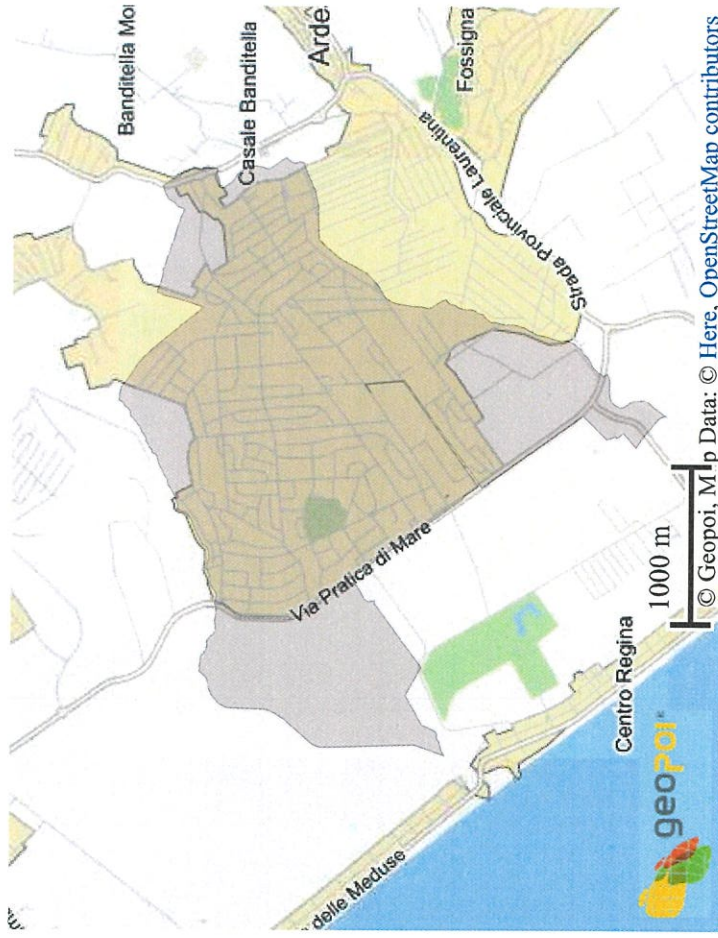 Banditella Mo
Arde
Casale Banditella
Fossigna
Strada Provinciale Laurentina
Via Pratica di Mare
Centro Regina
delle Meduse
1000 m
geopoi®
© Geopoi, M p Data: © Here, OpenStreetMap contributors